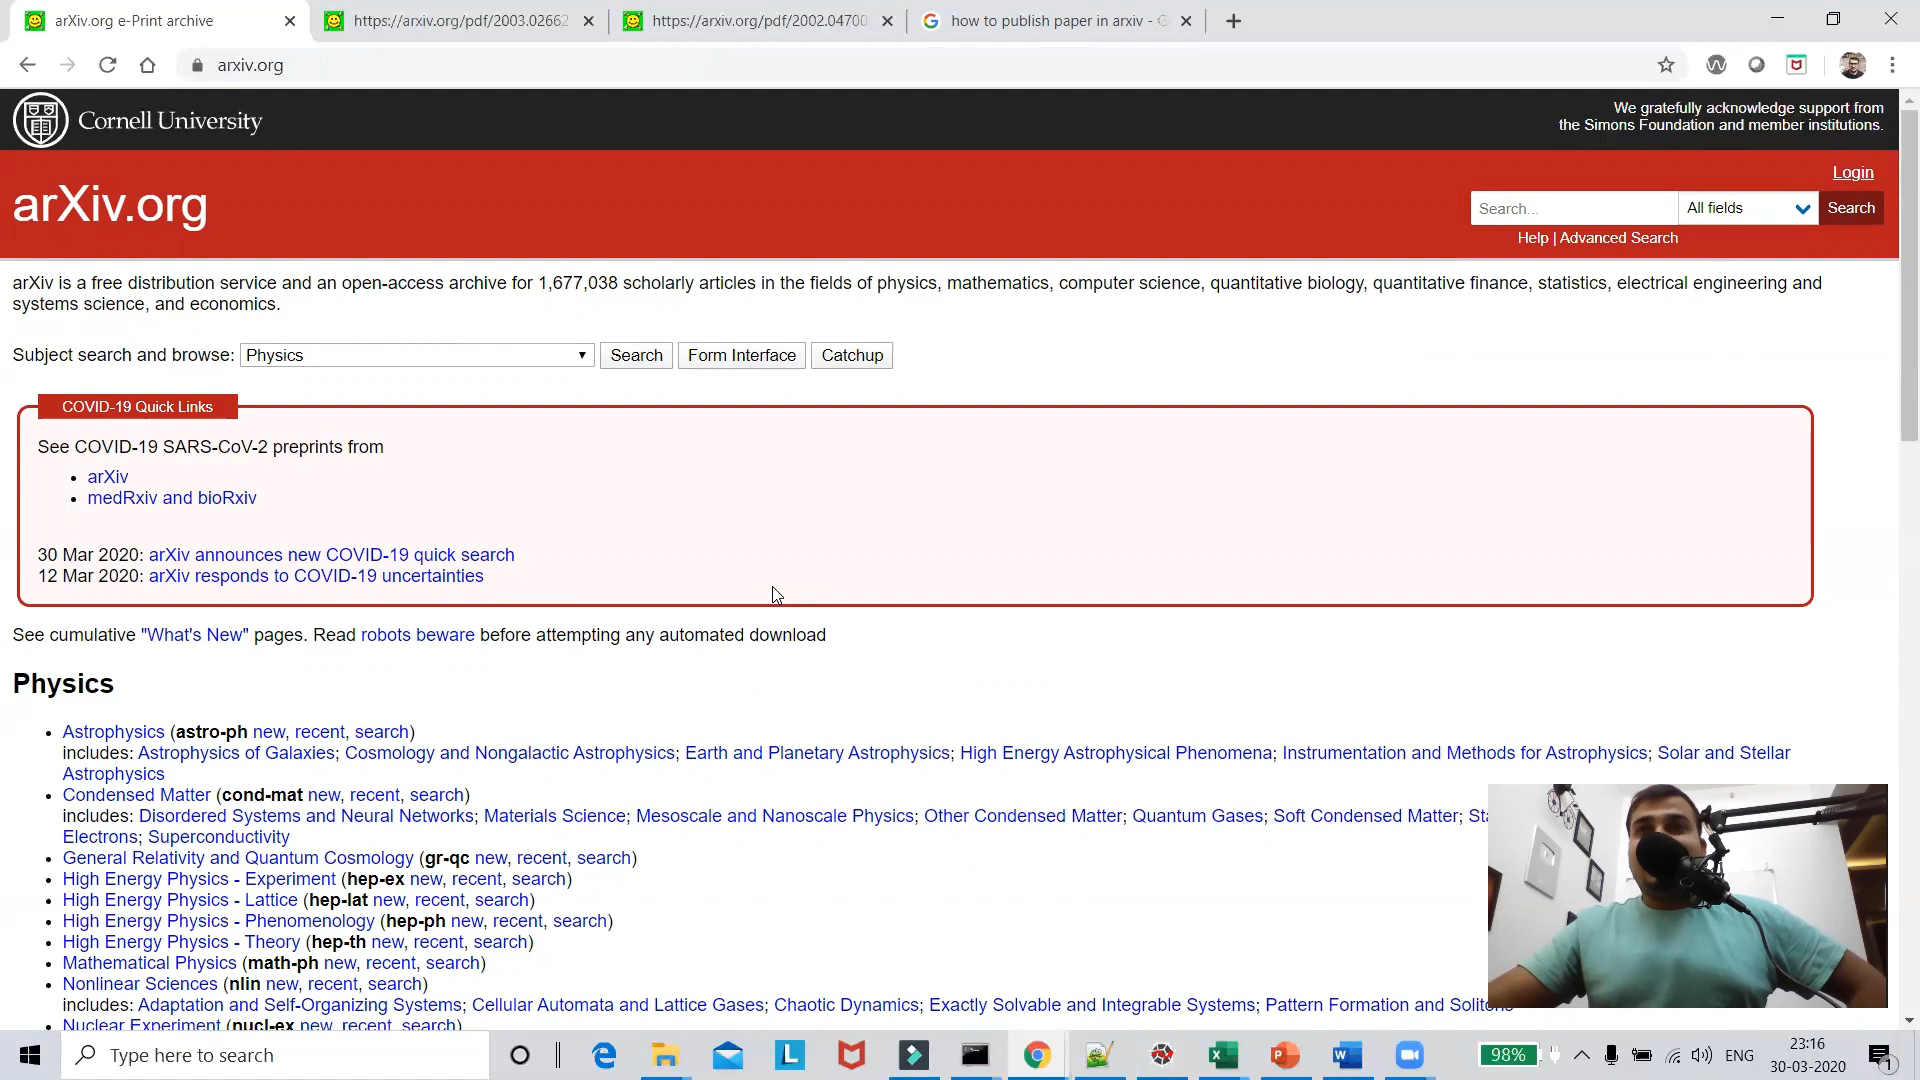 arXiv e-Print archive
https://arxiv.org/pdf/2003.02662
https://arxiv.org/pdf/2002.04700
how to publish paper in arxiv -
arxiv.org
Cornell University
We gratefully acknowledge support from
the Simons Foundation and member institutions.
arXiv.org
Login
Search... All fields Search
Help | Advanced Search
arXiv is a free distribution service and an open-access archive for 1,677,038 scholarly articles in the fields of physics, mathematics, computer science, quantitative biology, quantitative finance, statistics, electrical engineering and
systems science, and economics.
Subject search and browse: Physics Search Form Interface Catchup
COVID-19 Quick Links
See COVID-19 SARS-CoV-2 preprints from
arXiv
medRxiv and bioRxiv
30 Mar 2020: arXiv announces new COVID-19 quick search
12 Mar 2020: arXiv responds to COVID-19 uncertainties
See cumulative "What's New" pages. Read robots beware before attempting any automated download
Physics
Astrophysics (astro-ph new, recent, search)
includes: Astrophysics of Galaxies; Cosmology and Nongalactic Astrophysics; Earth and Planetary Astrophysics; High Energy Astrophysical Phenomena; Instrumentation and Methods for Astrophysics; Solar and Stellar
Astrophysics
Condensed Matter (cond-mat new, recent, search)
includes: Disordered Systems and Neural Networks; Materials Science; Mesoscale and Nanoscale Physics; Other Condensed Matter; Quantum Gases; Soft Condensed Matter;
Electrons; Superconductivity
General Relativity and Quantum Cosmology (gr-qc new, recent, search)
High Energy Physics - Experiment (hep-ex new, recent, search)
High Energy Physics - Lattice (hep-lat new, recent, search)
High Energy Physics - Phenomenology (hep-ph new, recent, search)
High Energy Physics - Theory (hep-th new, recent, search)
Mathematical Physics (math-ph new, recent, search)
Nonlinear Sciences (nlin new, recent, search)
includes: Adaptation and Self-Organizing Systems; Cellular Automata and Lattice Gases; Chaotic Dynamics; Exactly Solvable and Integrable Systems; Pattern Formation and Solitons
Nuclear Experiment (nucl-ex new, recent, search)
Type here to search
98%
ENG
23:16
30-03-2020
1